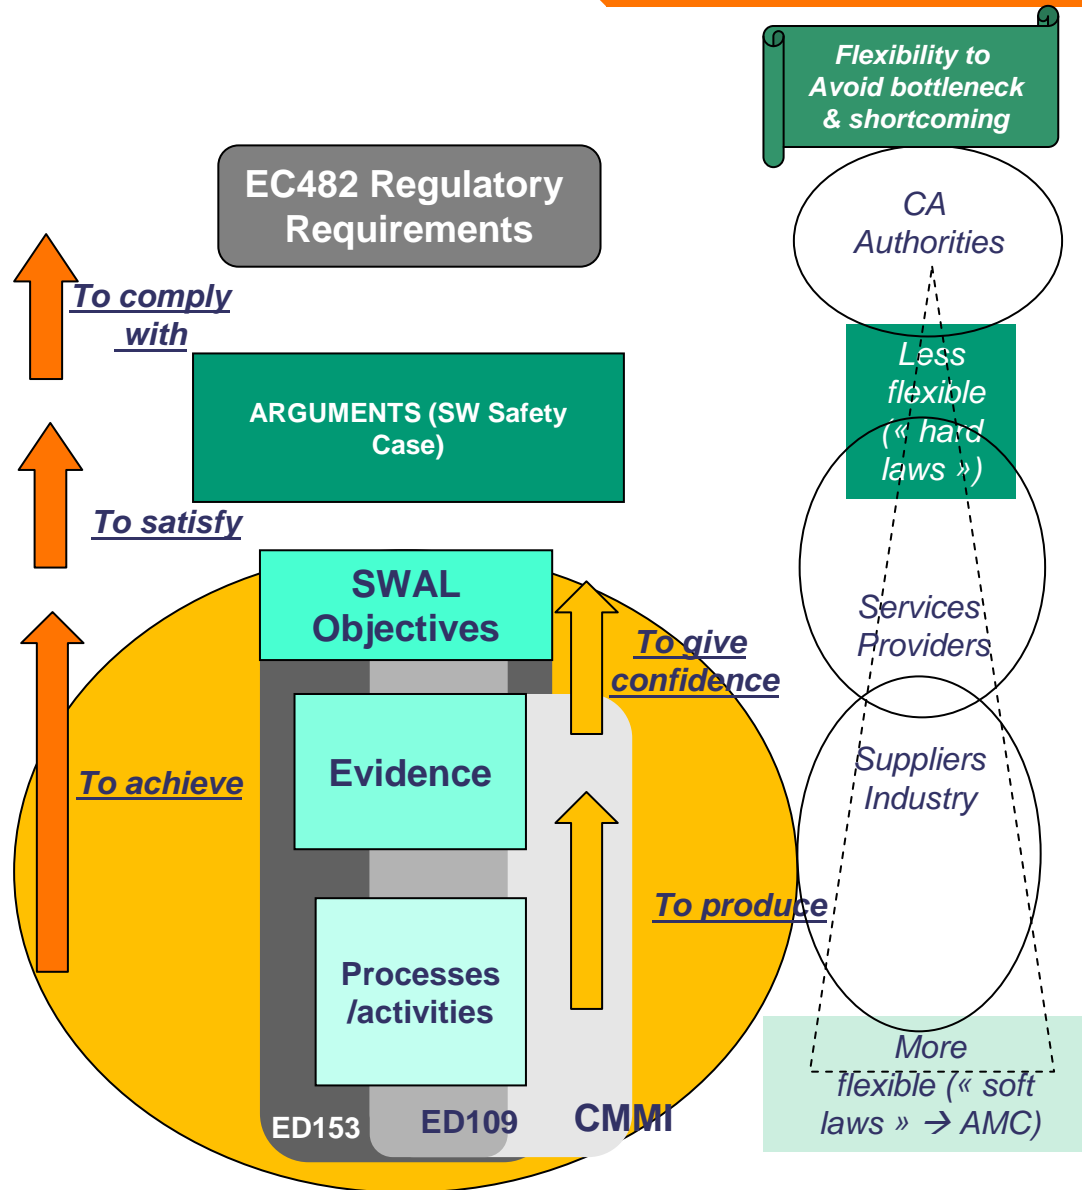 Flexibility to
Avoid bottleneck
& shortcoming
EC482 Regulatory
Requirements
CA
Authorities
To comply
with
Less
flexible
(« hard
laws »)
ARGUMENTS (SW Safety
Case)
To satisfy
SWAL
Objectives
Services
Providers
To give
confidence
Evidence
To achieve
Suppliers
Industry
To produce
Processes
/activities
More
flexible (« soft
laws » → AMC)
ED153
ED109
CMMI